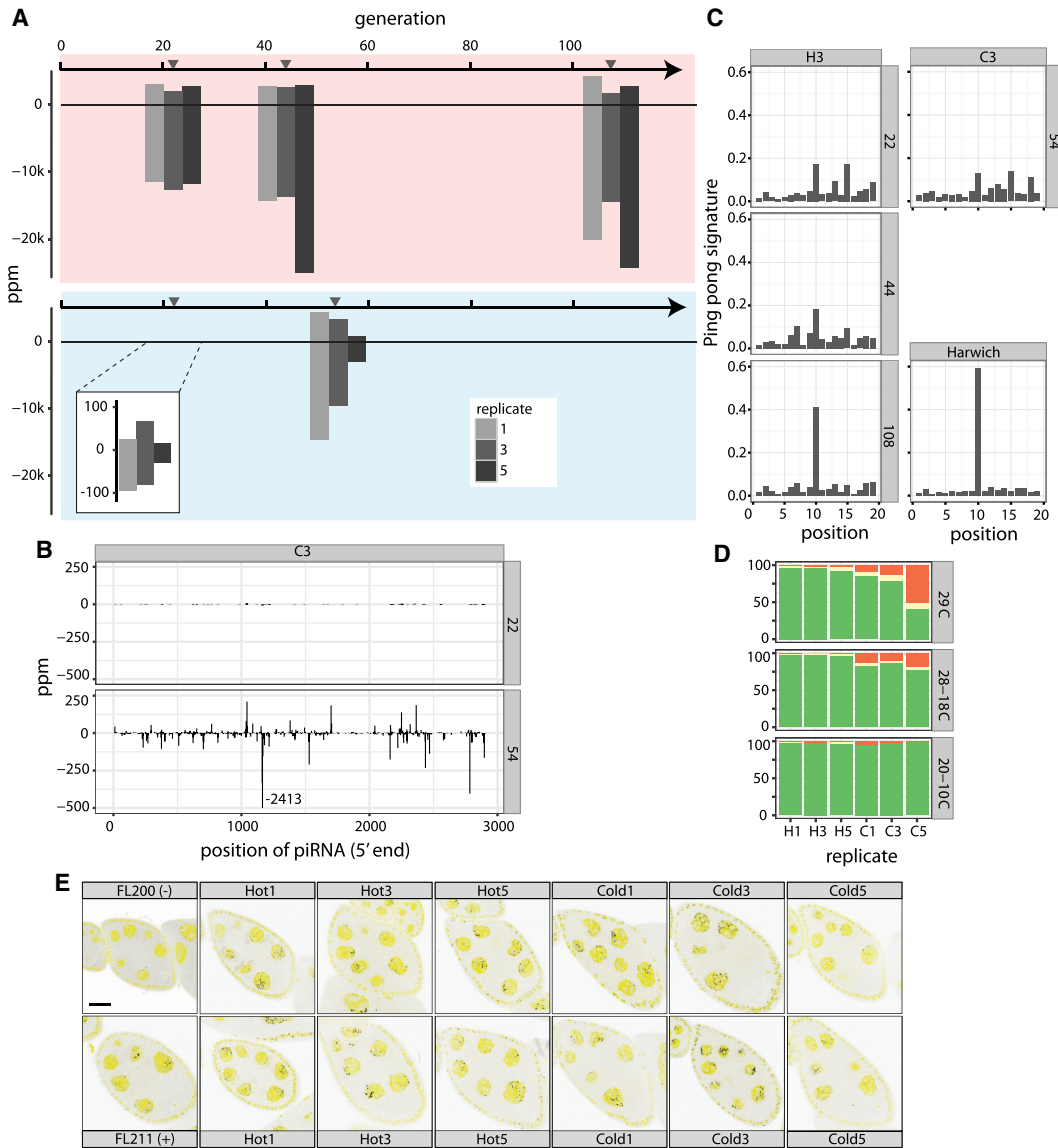 A
generation
0 20 40 60 80 100
0
−10k
−20k
ppm
0
−10k
−20k
100
0
-100
replicate
1
3
5
B
C3
250
0
−250
−500
22
ppm
250
0
−250
−500
54
-2413
0 1000 2000 3000
position of piRNA (5′ end)
C
H3
C3
0.6
0.4
0.2
0.0
22
54
Ping pong signature
0.6
0.4
0.2
0.0
44
Harwich
0.6
0.4
0.2
0.0
108
0 5 10 15 20
0 5 10 15 20
position
position
D
100
50
0
29 C
100
50
0
28−18C
100
50
0
20−10C
H1 H3 H5 C1 C3 C5
replicate
E
FL200 (-) Hot1 Hot3 Hot5 Cold1 Cold3 Cold5
FL211 (+) Hot1 Hot3 Hot5 Cold1 Cold3 Cold5